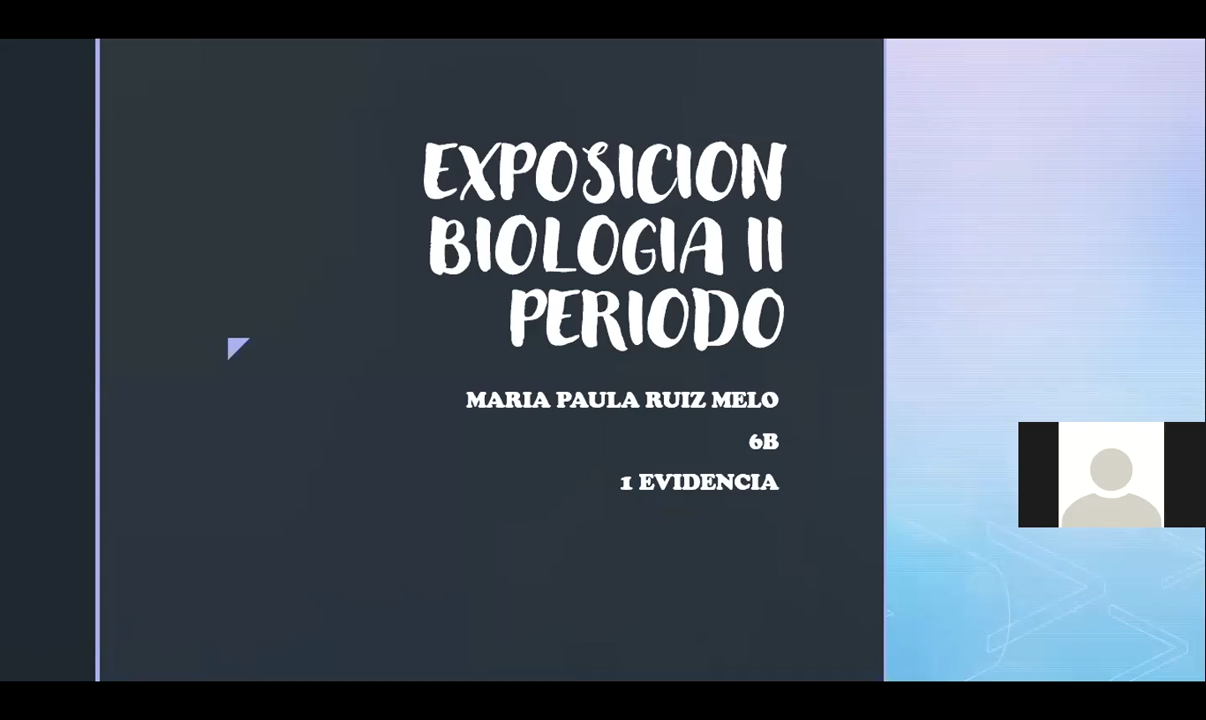 EXPOSICION
BIOLOGIA II
PERIODO
MARIA PAULA RUIZ MELO
6B
1 EVIDENCIA